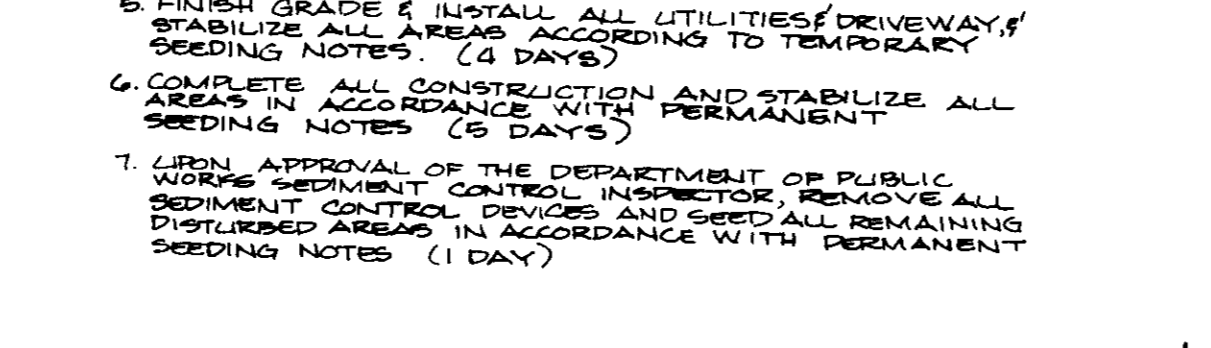 5. FINISH GRADE & INSTALL ALL UTILITIES & DRIVEWAY, &
STABILIZE ALL AREAS ACCORDING TO TEMPORARY
SEEDING NOTES. (4 DAYS)
6. COMPLETE ALL CONSTRUCTION AND STABILIZE ALL
AREAS IN ACCORDANCE WITH PERMANENT
SEEDING NOTES (5 DAYS)
7. UPON APPROVAL OF THE DEPARTMENT OF PUBLIC
WORKS SEDIMENT CONTROL INSPECTOR, REMOVE ALL
SEDIMENT CONTROL DEVICES AND SEED ALL REMAINING
DISTURBED AREAS IN ACCORDANCE WITH PERMANENT
SEEDING NOTES (1 DAY)